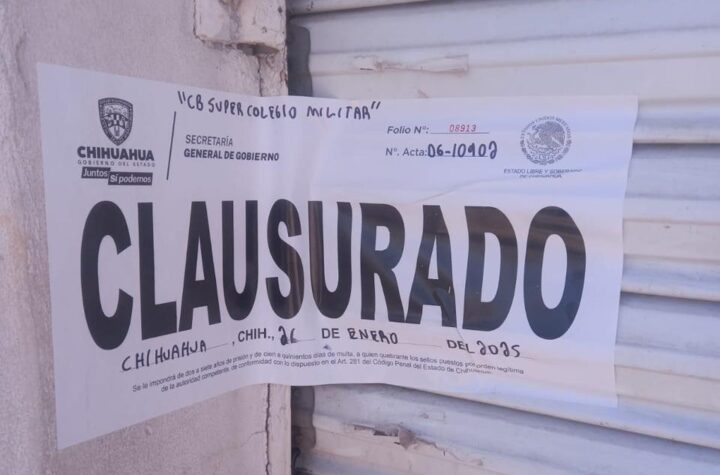 "CB SUPER COLEGIO MILITAR"
CHIHUAHUA
GOBIERNO DEL ESTADO
Juntos Sí podemos
SECRETARÍA
GENERAL DE GOBIERNO
Folio N°: 08913
N°. Acta: 06-10902
ESTADO LIBRE Y SOBERANO
DE CHIHUAHUA
CLAUSURADO
CHIHUAHUA, CHIH., 26 DE ENERO DEL 2025
Se le impondrá de dos a siete años de prisión y de cien a quinientos días de multa, a quien quebrante los sellos puestos por orden legítima
de la autoridad competente, de conformidad con lo dispuesto en el Art. 281 del Código Penal del Estado de Chihuahua.